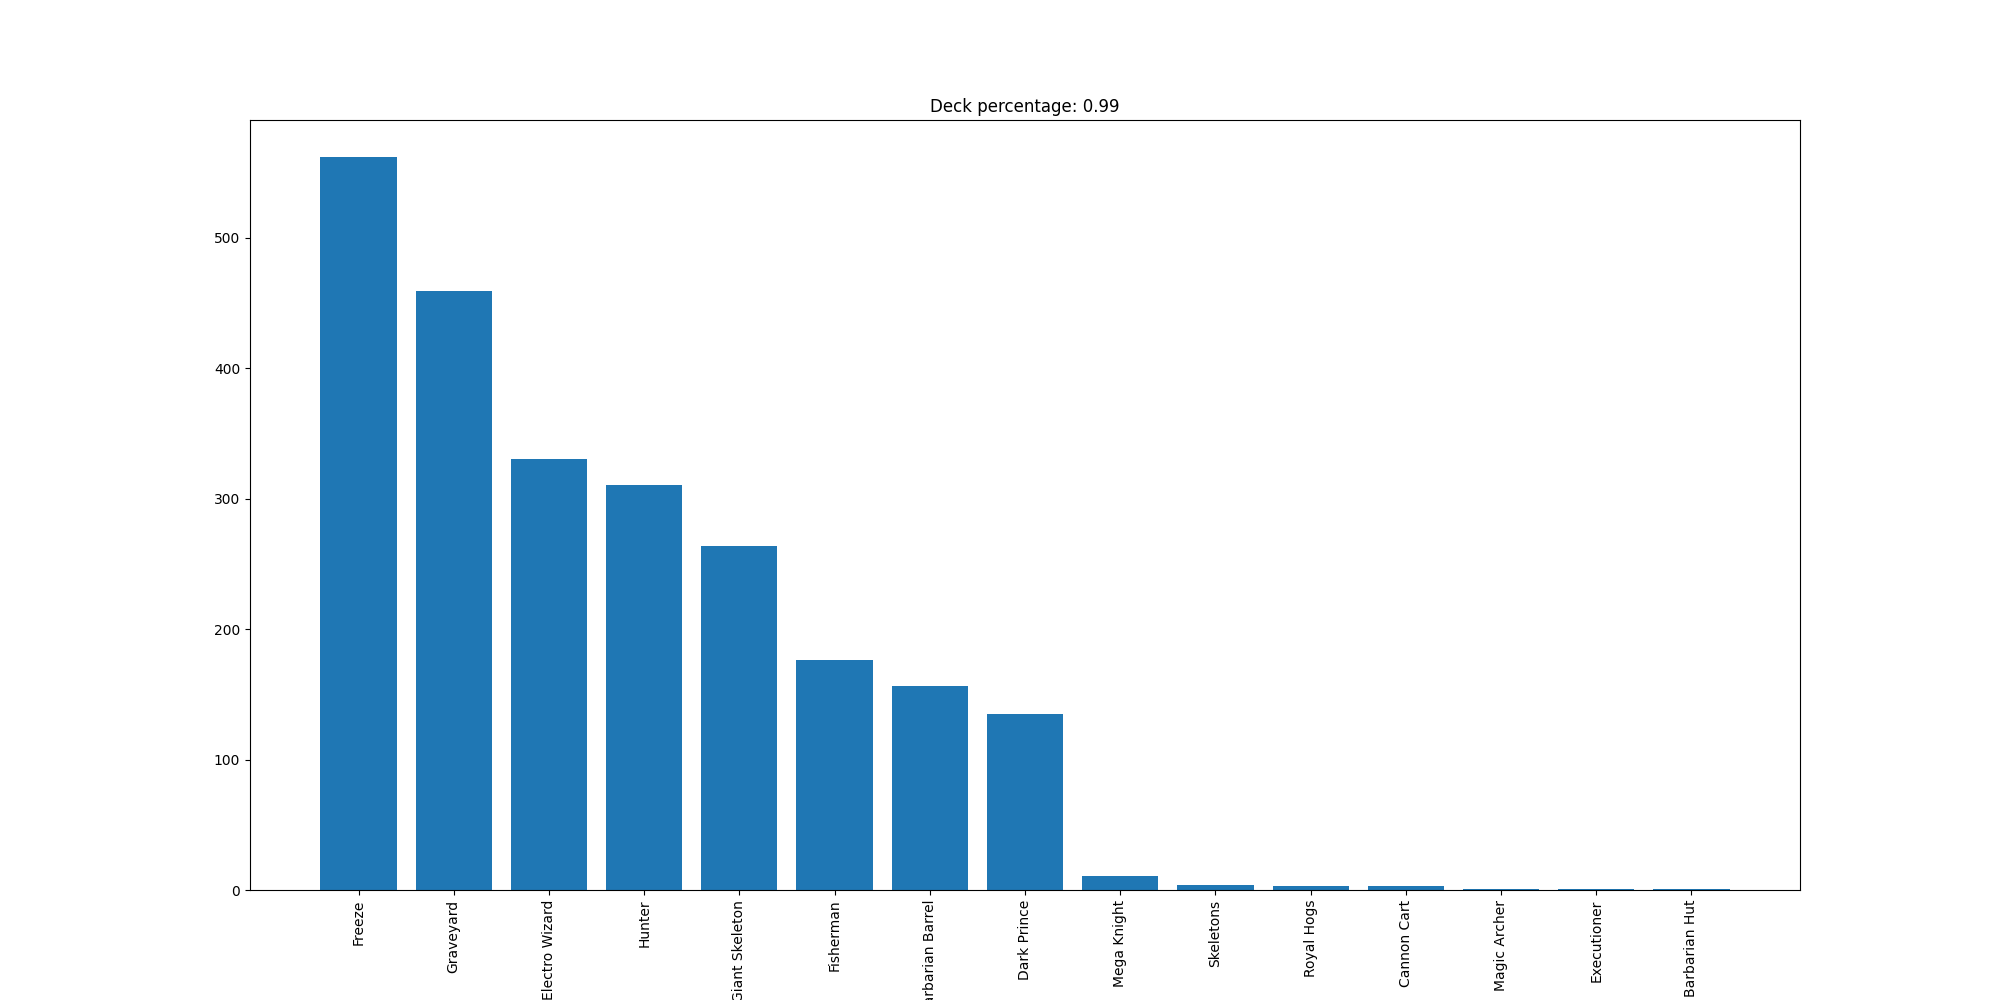 Deck percentage: 0.99
500
400
300
200
100
0
Freeze
Graveyard
Electro Wizard
Hunter
Giant Skeleton
Fisherman
arbarian Barrel
Dark Prince
Mega Knight
Skeletons
Royal Hogs
Cannon Cart
Magic Archer
Executioner
Barbarian Hut